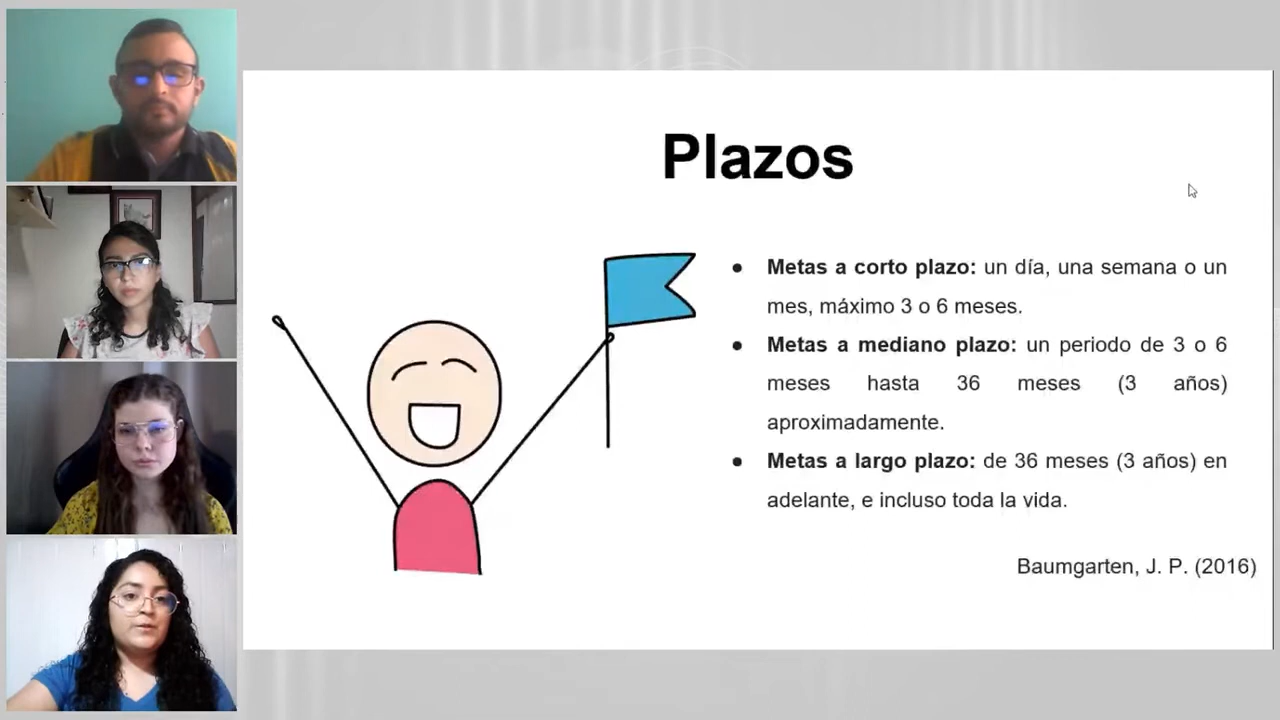 Plazos
● Metas a corto plazo: un día, una semana o un
mes, máximo 3 o 6 meses.
● Metas a mediano plazo: un periodo de 3 o 6
meses hasta 36 meses (3 años)
aproximadamente.
● Metas a largo plazo: de 36 meses (3 años) en
adelante, e incluso toda la vida.
Baumgarten, J. P. (2016)